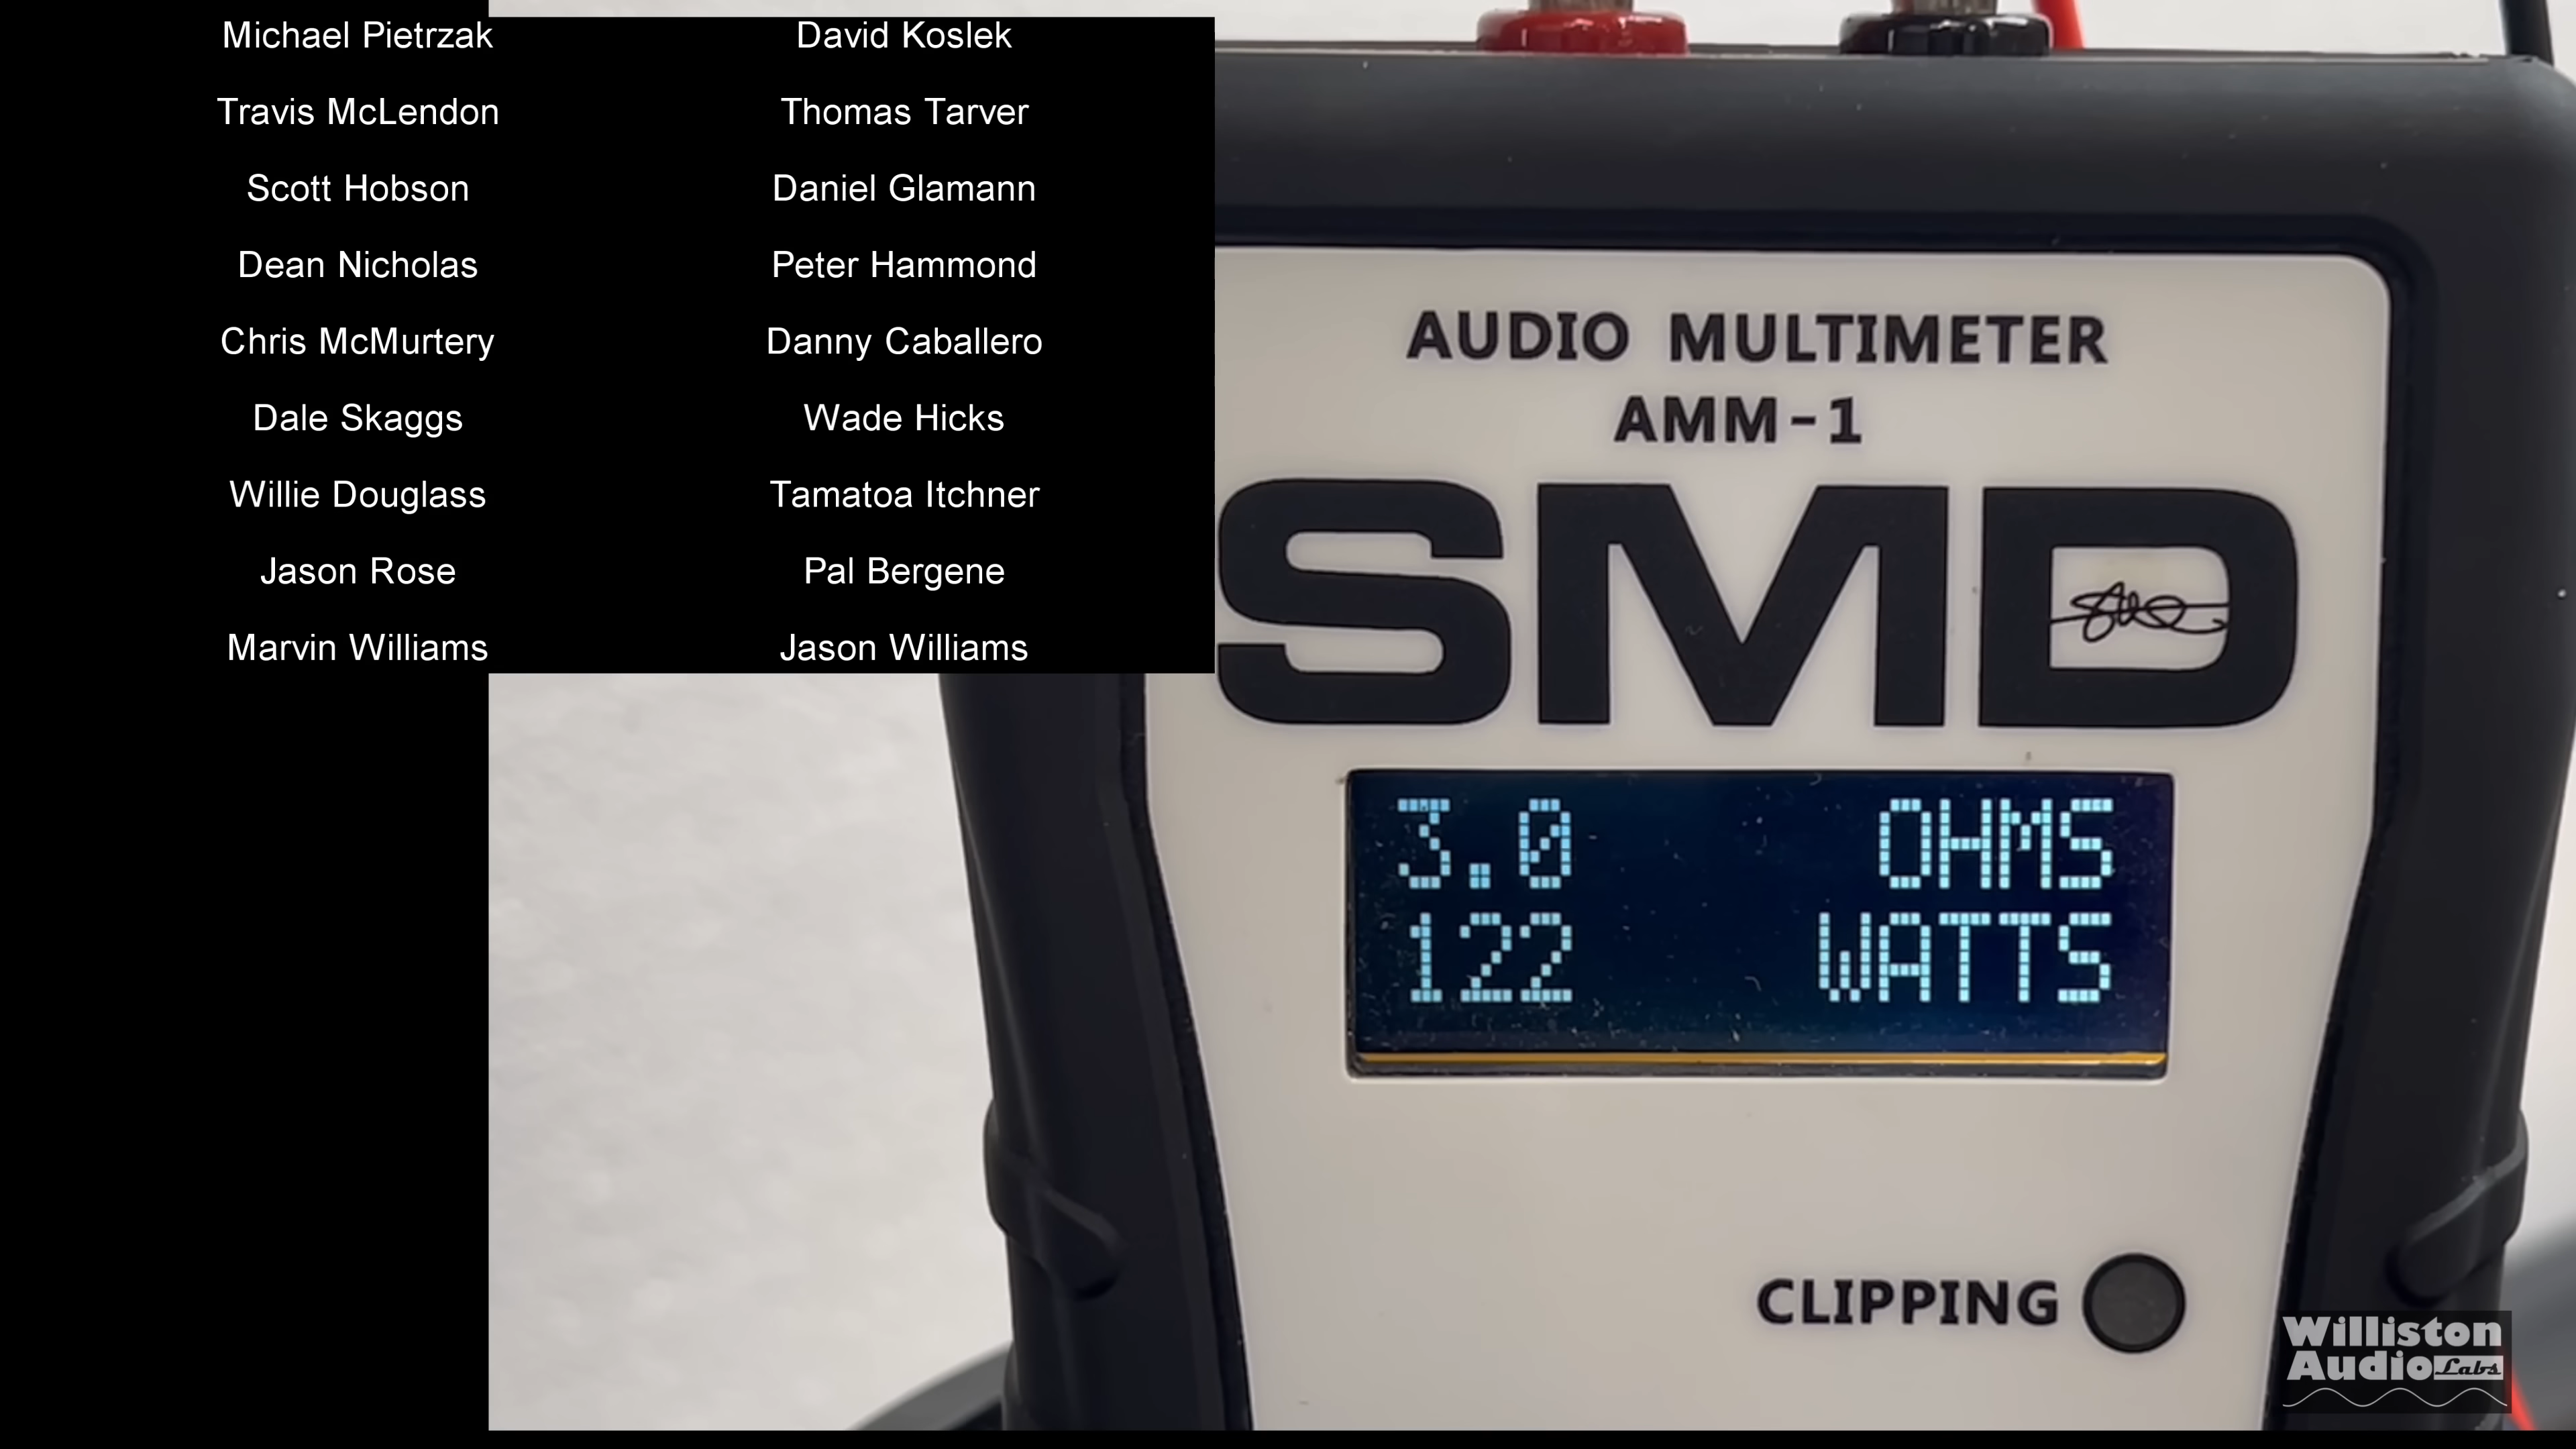 Michael Pietrzak
David Koslek
Travis McLendon
Thomas Tarver
Scott Hobson
Daniel Glamann
Dean Nicholas
Peter Hammond
Chris McMurtery
Danny Caballero
Dale Skaggs
Wade Hicks
Willie Douglass
Tamatoa Itchner
Jason Rose
Pal Bergene
Marvin Williams
Jason Williams
AUDIO MULTIMETER
AMM-1
SMD
3.0 OHMS
122 WATTS
CLIPPING
Williston
Audio Labs